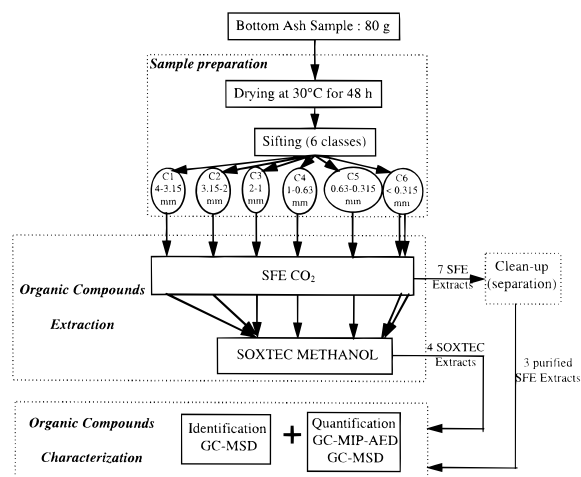 Bottom Ash Sample : 80 g
Sample preparation
Drying at 30°C for 48 h
Sifting (6 classes)
C1
4-3.15
mm
C2
3.15-2
mm
C3
2-1
mm
C4
1-0.63
mm
C5
0.63-0.315
mm
C6
< 0.315
mm
SFE CO₂
7 SFE
Extracts
Clean-up
(separation)
Organic Compounds
Extraction
SOXTEC METHANOL
4 SOXTEC
Extracts
3 purified
SFE Extracts
Organic Compounds
Characterization
Identification
GC-MSD
+
Quantification
GC-MIP-AED
GC-MSD